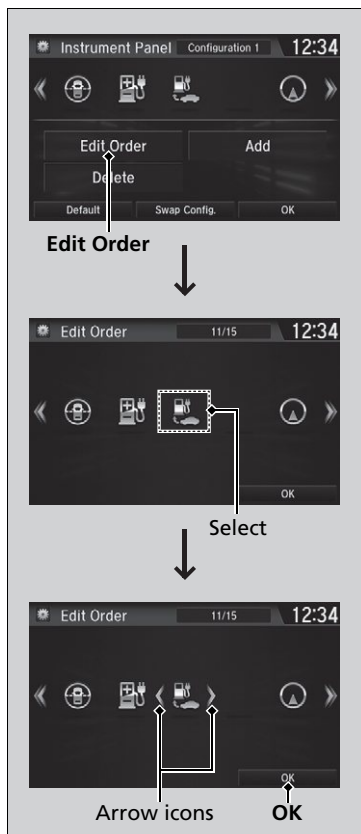 Instrument Panel Configuration 1 12:34
Edit Order Add
Delete
Default Swap Config. OK
Edit Order
Edit Order 11/15 12:34
OK
Select
Edit Order 11/15 12:34
OK
Arrow icons OK